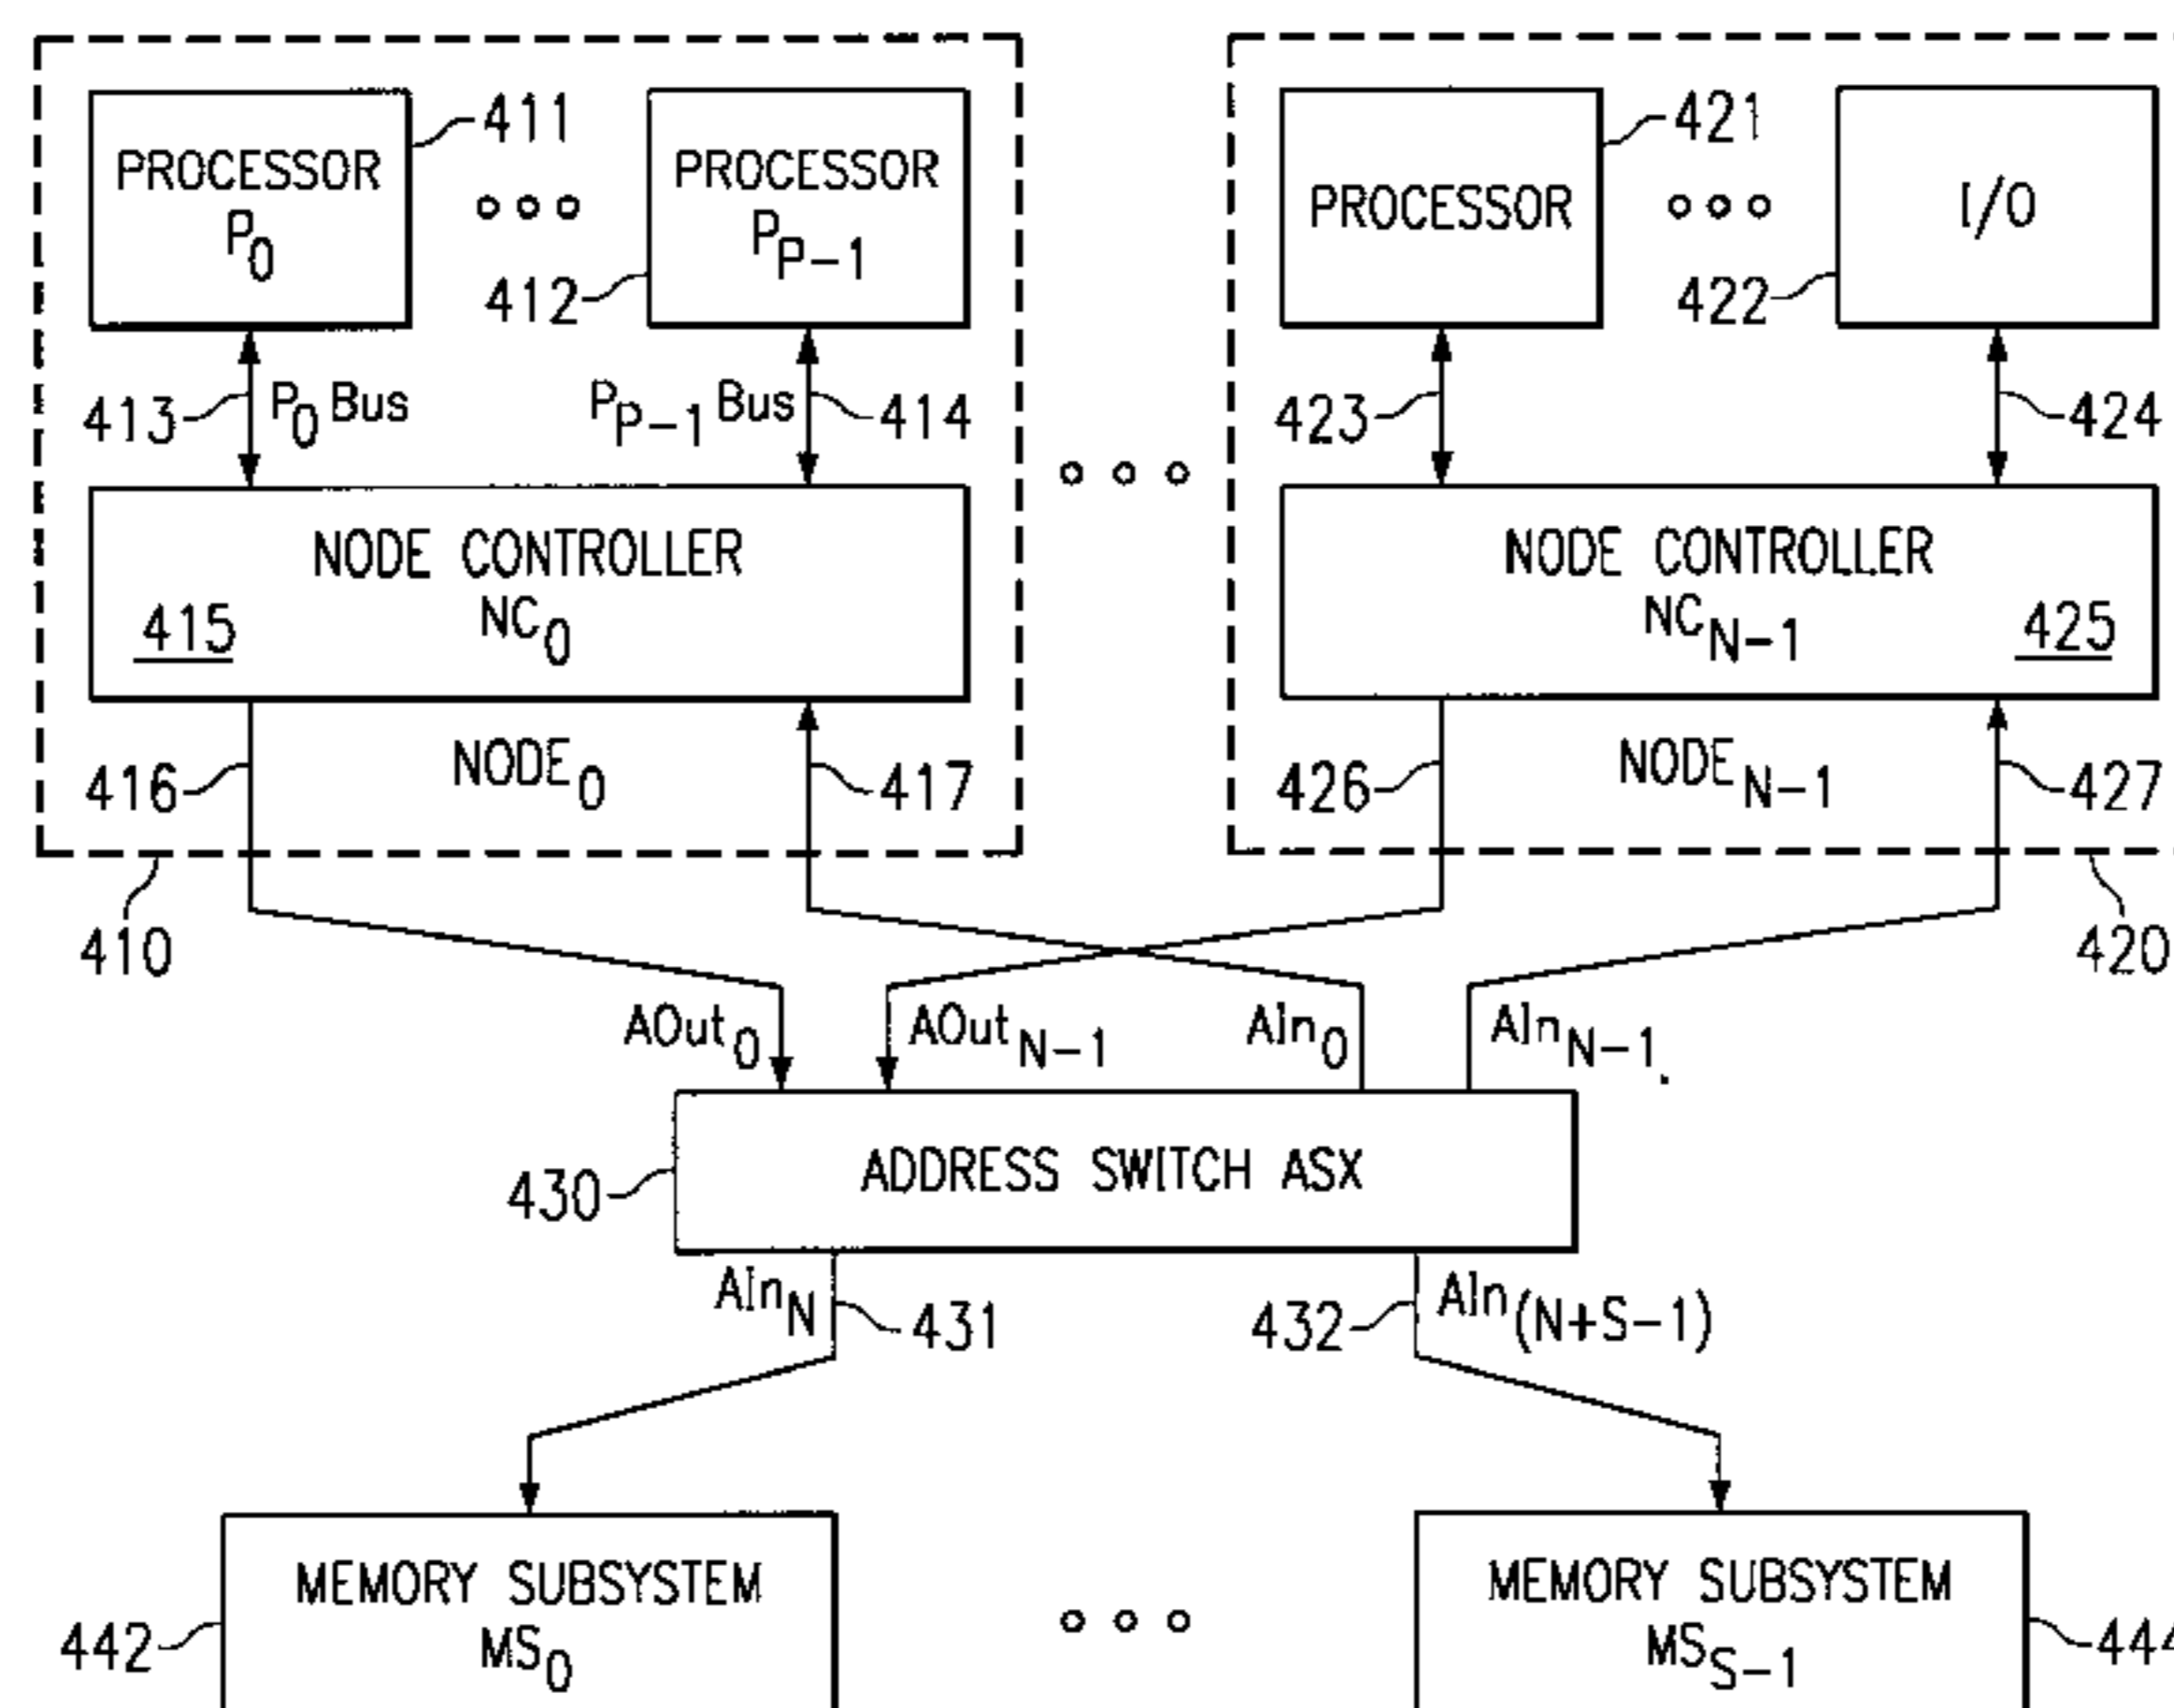 PROCESSOR
P0
411
PROCESSOR
PP-1
412
PROCESSOR
421
I/O
422
413
P0 Bus
PP-1 Bus
414
423
424
NODE CONTROLLER
NC0
415
NODE CONTROLLER
NCN-1
425
416
NODE0
417
426
NODEN-1
427
410
420
AOut0
AOutN-1
AIn0
AInN-1.
430
ADDRESS SWITCH ASX
AInN
431
432
AIn(N+S-1)
442
MEMORY SUBSYSTEM
MS0
MEMORY SUBSYSTEM
MSS-1
444